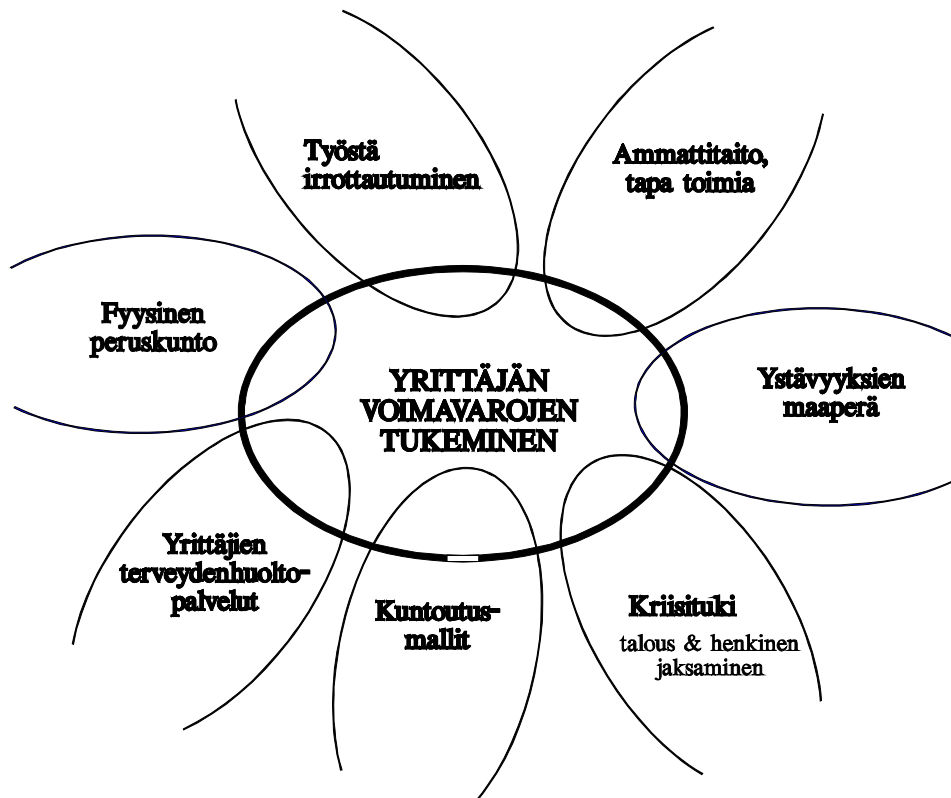 Työstä
irrottautuminen
Ammattitaito,
tapa toimia
Fyysinen
peruskunto
YRITTÄJÄN
VOIMAVAROJEN
TUKEMINEN
Ystävyyksien
maaperä
Yrittäjien
terveydenhuolto-
palvelut
Kuntoutus-
mallit
Kriisituki
talous & henkinen
jaksaminen